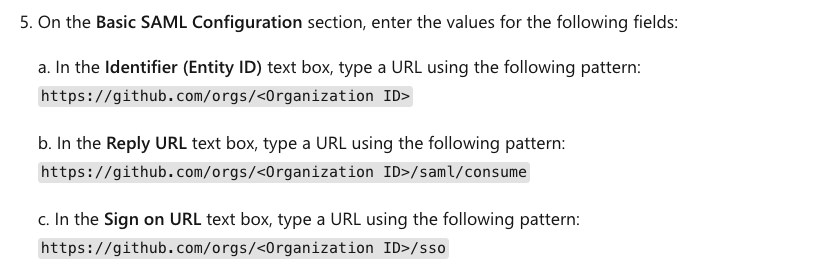 5. On the Basic SAML Configuration section, enter the values for the following fields:
a. In the Identifier (Entity ID) text box, type a URL using the following pattern:
https://github.com/orgs/<Organization ID>
b. In the Reply URL text box, type a URL using the following pattern:
https://github.com/orgs/<Organization ID>/saml/consume
c. In the Sign on URL text box, type a URL using the following pattern:
https://github.com/orgs/<Organization ID>/sso